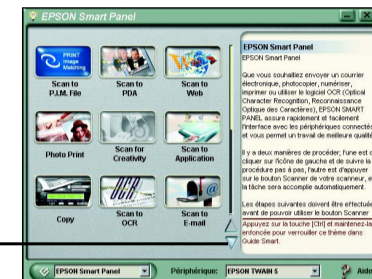 EPSON Smart Panel
PRINT
Image
Matching
Scan to
P.I.M. File
Scan to
PDA
Scan to
Web
Photo Print
Scan for
Creativity
Scan to
Application
Copy
OCR
Scan to
OCR
Scan to
E-mail
EPSON Smart Panel
EPSON Smart Panel
Que vous souhaitiez envoyer un courrier
électronique, photocopier, numériser,
imprimer ou utiliser le logiciel OCR (Optical
Character Recognition, Reconnaissance
Optique des Caractères), EPSON SMART
PANEL assure rapidement et facilement
l'interface avec les périphériques connectés
et vous permet un travail de meilleure qualité
Il y a deux manières de procéder; l'une est d
cliquer sur l'icône de gauche et de suivre la
procédure pas à pas, l'autre est d'appuyer
sur le bouton Scanner de votre scanneur, e
la tâche sera accomplie automatiquement.
Les étapes suivantes doivent être effectuée
avant de pouvoir utiliser le bouton Scanner
Appuyez sur la touche [Ctrl] et maintenez-la
enfoncée pour verrouiller ce thème dans
Guide Smart.
EPSON Smart Panel
Périphérique:
EPSON TWAIN 5
Aide